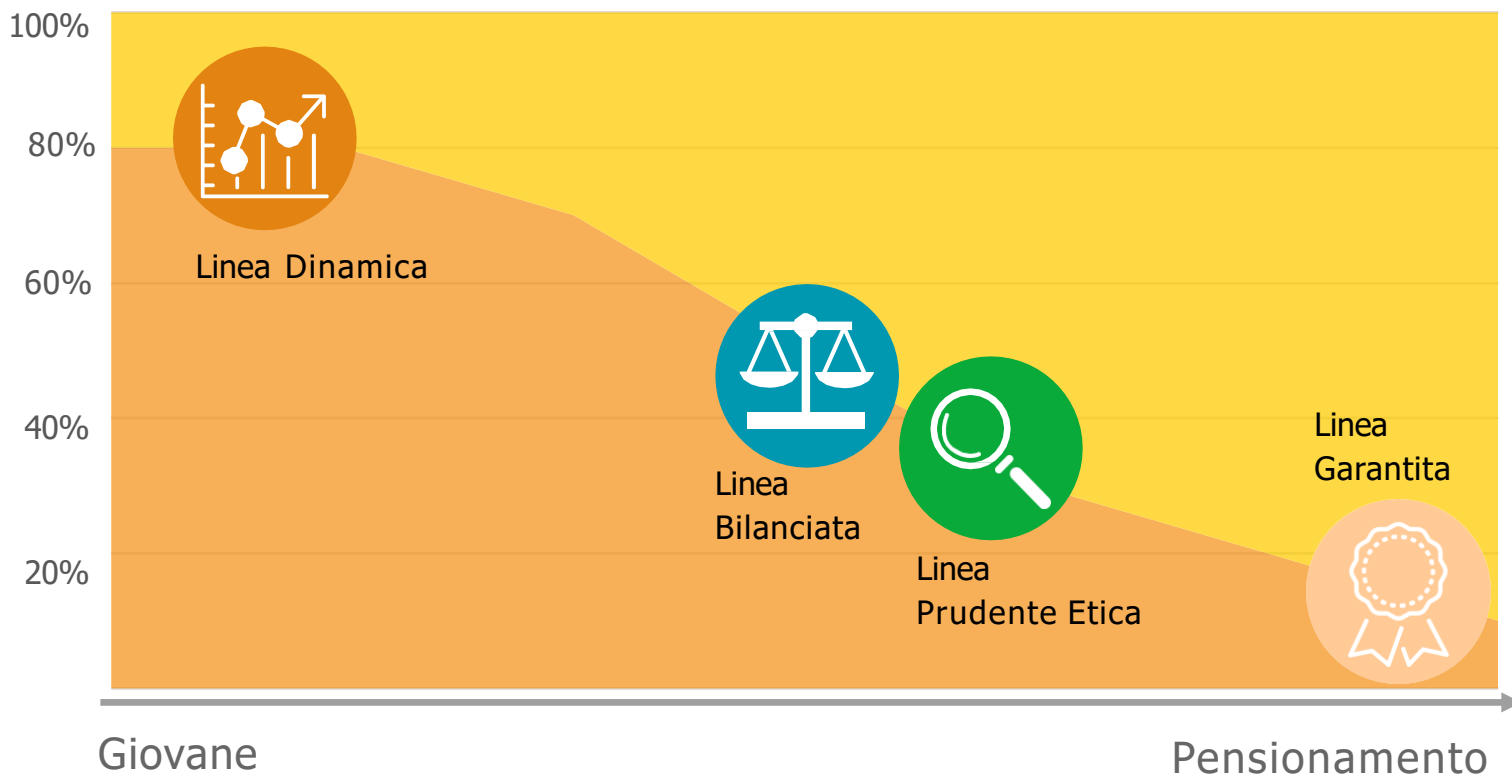 100%
80%
Linea Dinamica
60%
40%
Linea
Garantita
Linea
Bilanciata
20%
Linea
Prudente Etica
Giovane
Pensionamento